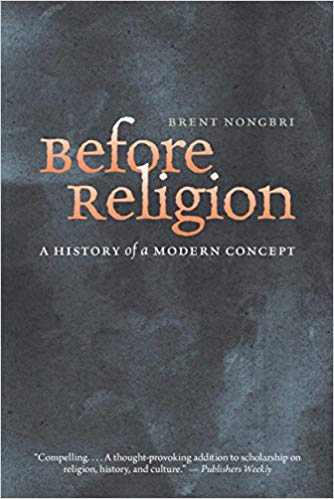 BRENT NONGBRI
Before
Religion
A HISTORY of a MODERN CONCEPT
“Compelling. . . . A thought-provoking addition to scholarship on
religion, history, and culture.” — Publishers Weekly